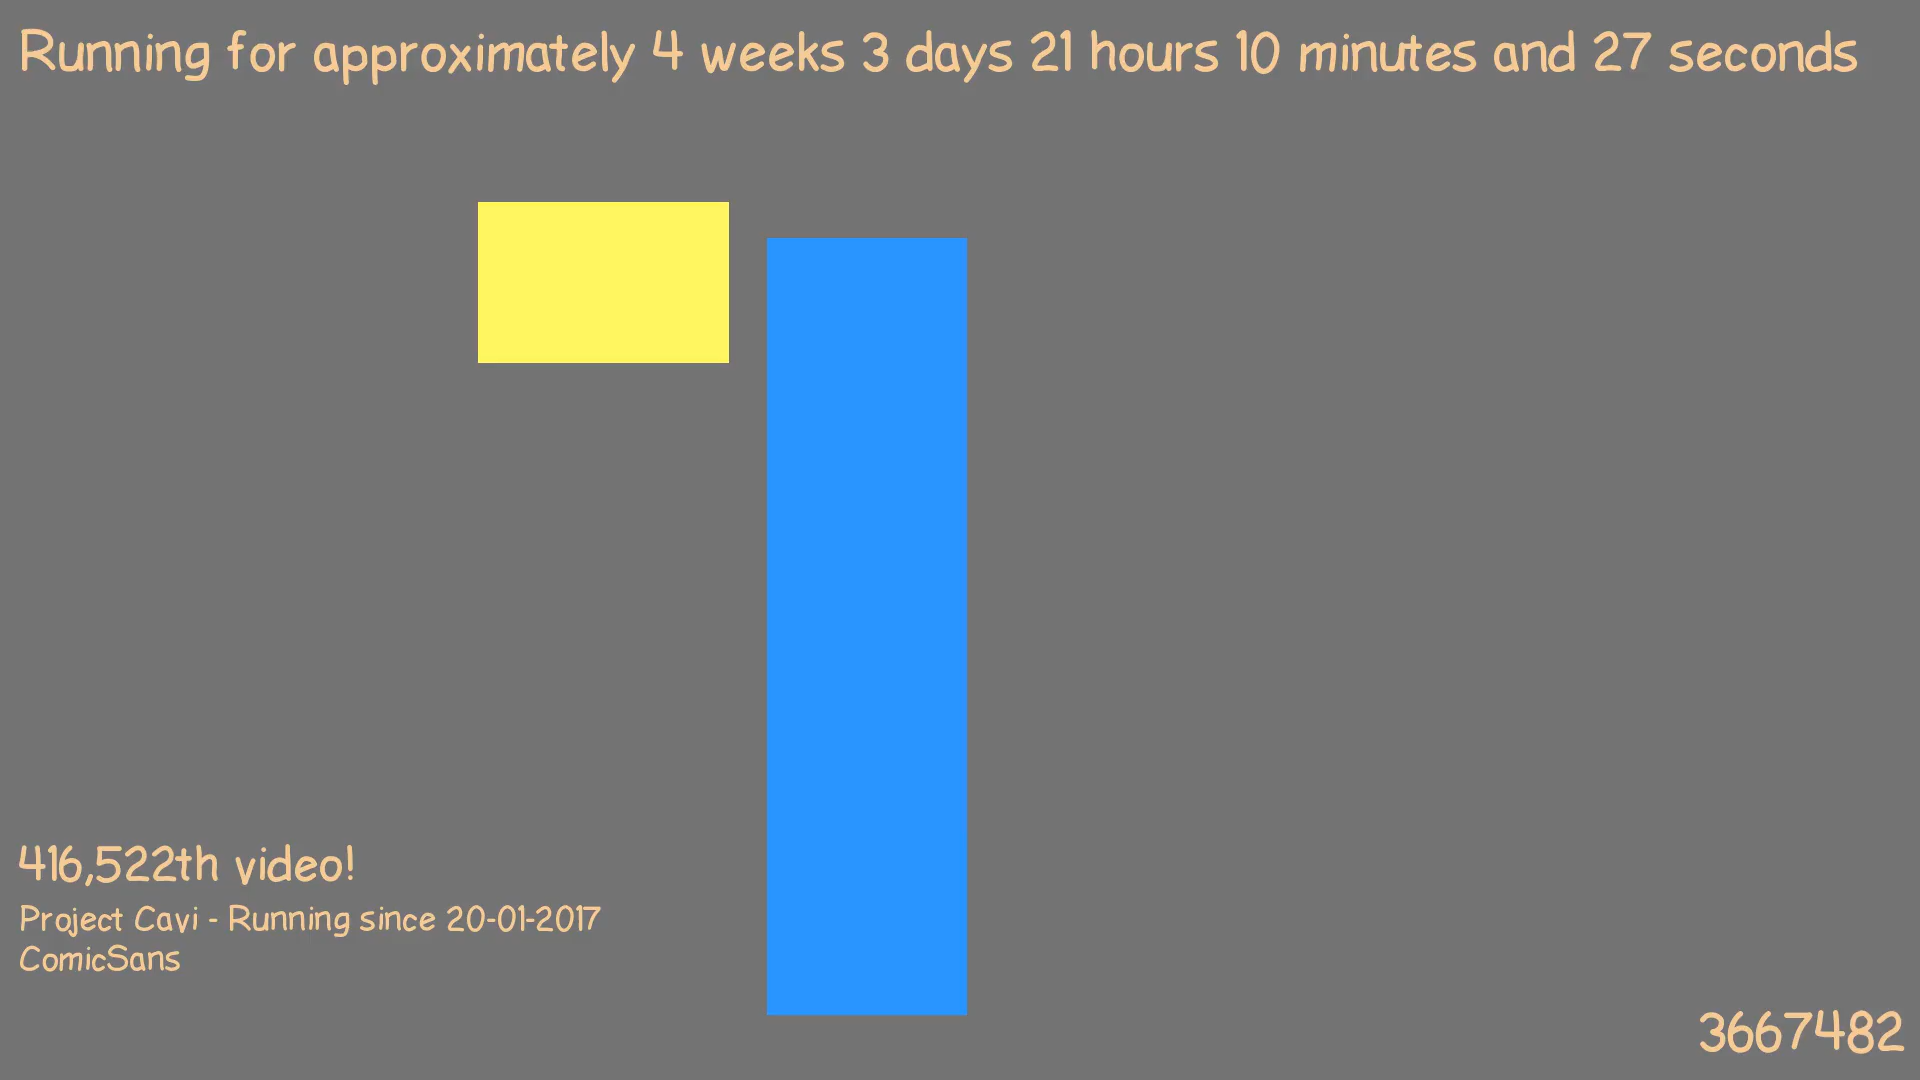 Running for approximately 4 weeks 3 days 21 hours 10 minutes and 27 seconds
416,522th video!
Project Cavi - Running since 20-01-2017
ComicSans
3667482